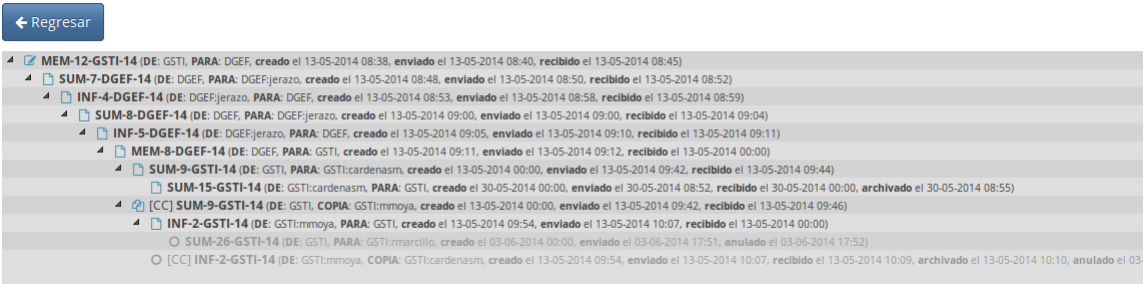 Regresar
MEM-12-GSTI-14 (DE: GSTI, PARA: DGEF, creado el 13-05-2014 08:38, enviado el 13-05-2014 08:40, recibido el 13-05-2014 08:45)
SUM-7-DGEF-14 (DE: DGEF, PARA: DGEF:jerazo, creado el 13-05-2014 08:48, enviado el 13-05-2014 08:50, recibido el 13-05-2014 08:52)
INF-4-DGEF-14 (DE: DGEF:jerazo, PARA: DGEF, creado el 13-05-2014 08:53, enviado el 13-05-2014 08:58, recibido el 13-05-2014 08:59)
SUM-8-DGEF-14 (DE: DGEF, PARA: DGEF:jerazo, creado el 13-05-2014 09:00, enviado el 13-05-2014 09:00, recibido el 13-05-2014 09:04)
INF-5-DGEF-14 (DE: DGEF:jerazo, PARA: DGEF, creado el 13-05-2014 09:05, enviado el 13-05-2014 09:10, recibido el 13-05-2014 09:11)
MEM-8-DGEF-14 (DE: DGEF, PARA: GSTI, creado el 13-05-2014 09:11, enviado el 13-05-2014 09:12, recibido el 13-05-2014 00:00)
SUM-9-GSTI-14 (DE: GSTI, PARA: GSTI:cardenasm, creado el 13-05-2014 00:00, enviado el 13-05-2014 09:42, recibido el 13-05-2014 09:44)
SUM-15-GSTI-14 (DE: GSTI:cardenasm, PARA: GSTI, creado el 30-05-2014 00:00, enviado el 30-05-2014 08:52, recibido el 30-05-2014 00:00, archivado el 30-05-2014 08:55)
[CC] SUM-9-GSTI-14 (DE: GSTI, COPIA: GSTI:mmoya, creado el 13-05-2014 00:00, enviado el 13-05-2014 09:42, recibido el 13-05-2014 09:46)
INF-2-GSTI-14 (DE: GSTI:mmoya, PARA: GSTI, creado el 13-05-2014 09:54, enviado el 13-05-2014 10:07, recibido el 13-05-2014 00:00)
SUM-26-GSTI-14 (DE: GSTI, PARA: GSTI:rmarcillo, creado el 03-06-2014 00:00, enviado el 03-06-2014 17:51, anulado el 03-06-2014 17:52)
[CC] INF-2-GSTI-14 (DE: GSTI:mmoya, COPIA: GSTI:cardenasm, creado el 13-05-2014 09:54, enviado el 13-05-2014 10:07, recibido el 13-05-2014 10:09, archivado el 13-05-2014 10:10, anulado el 03-